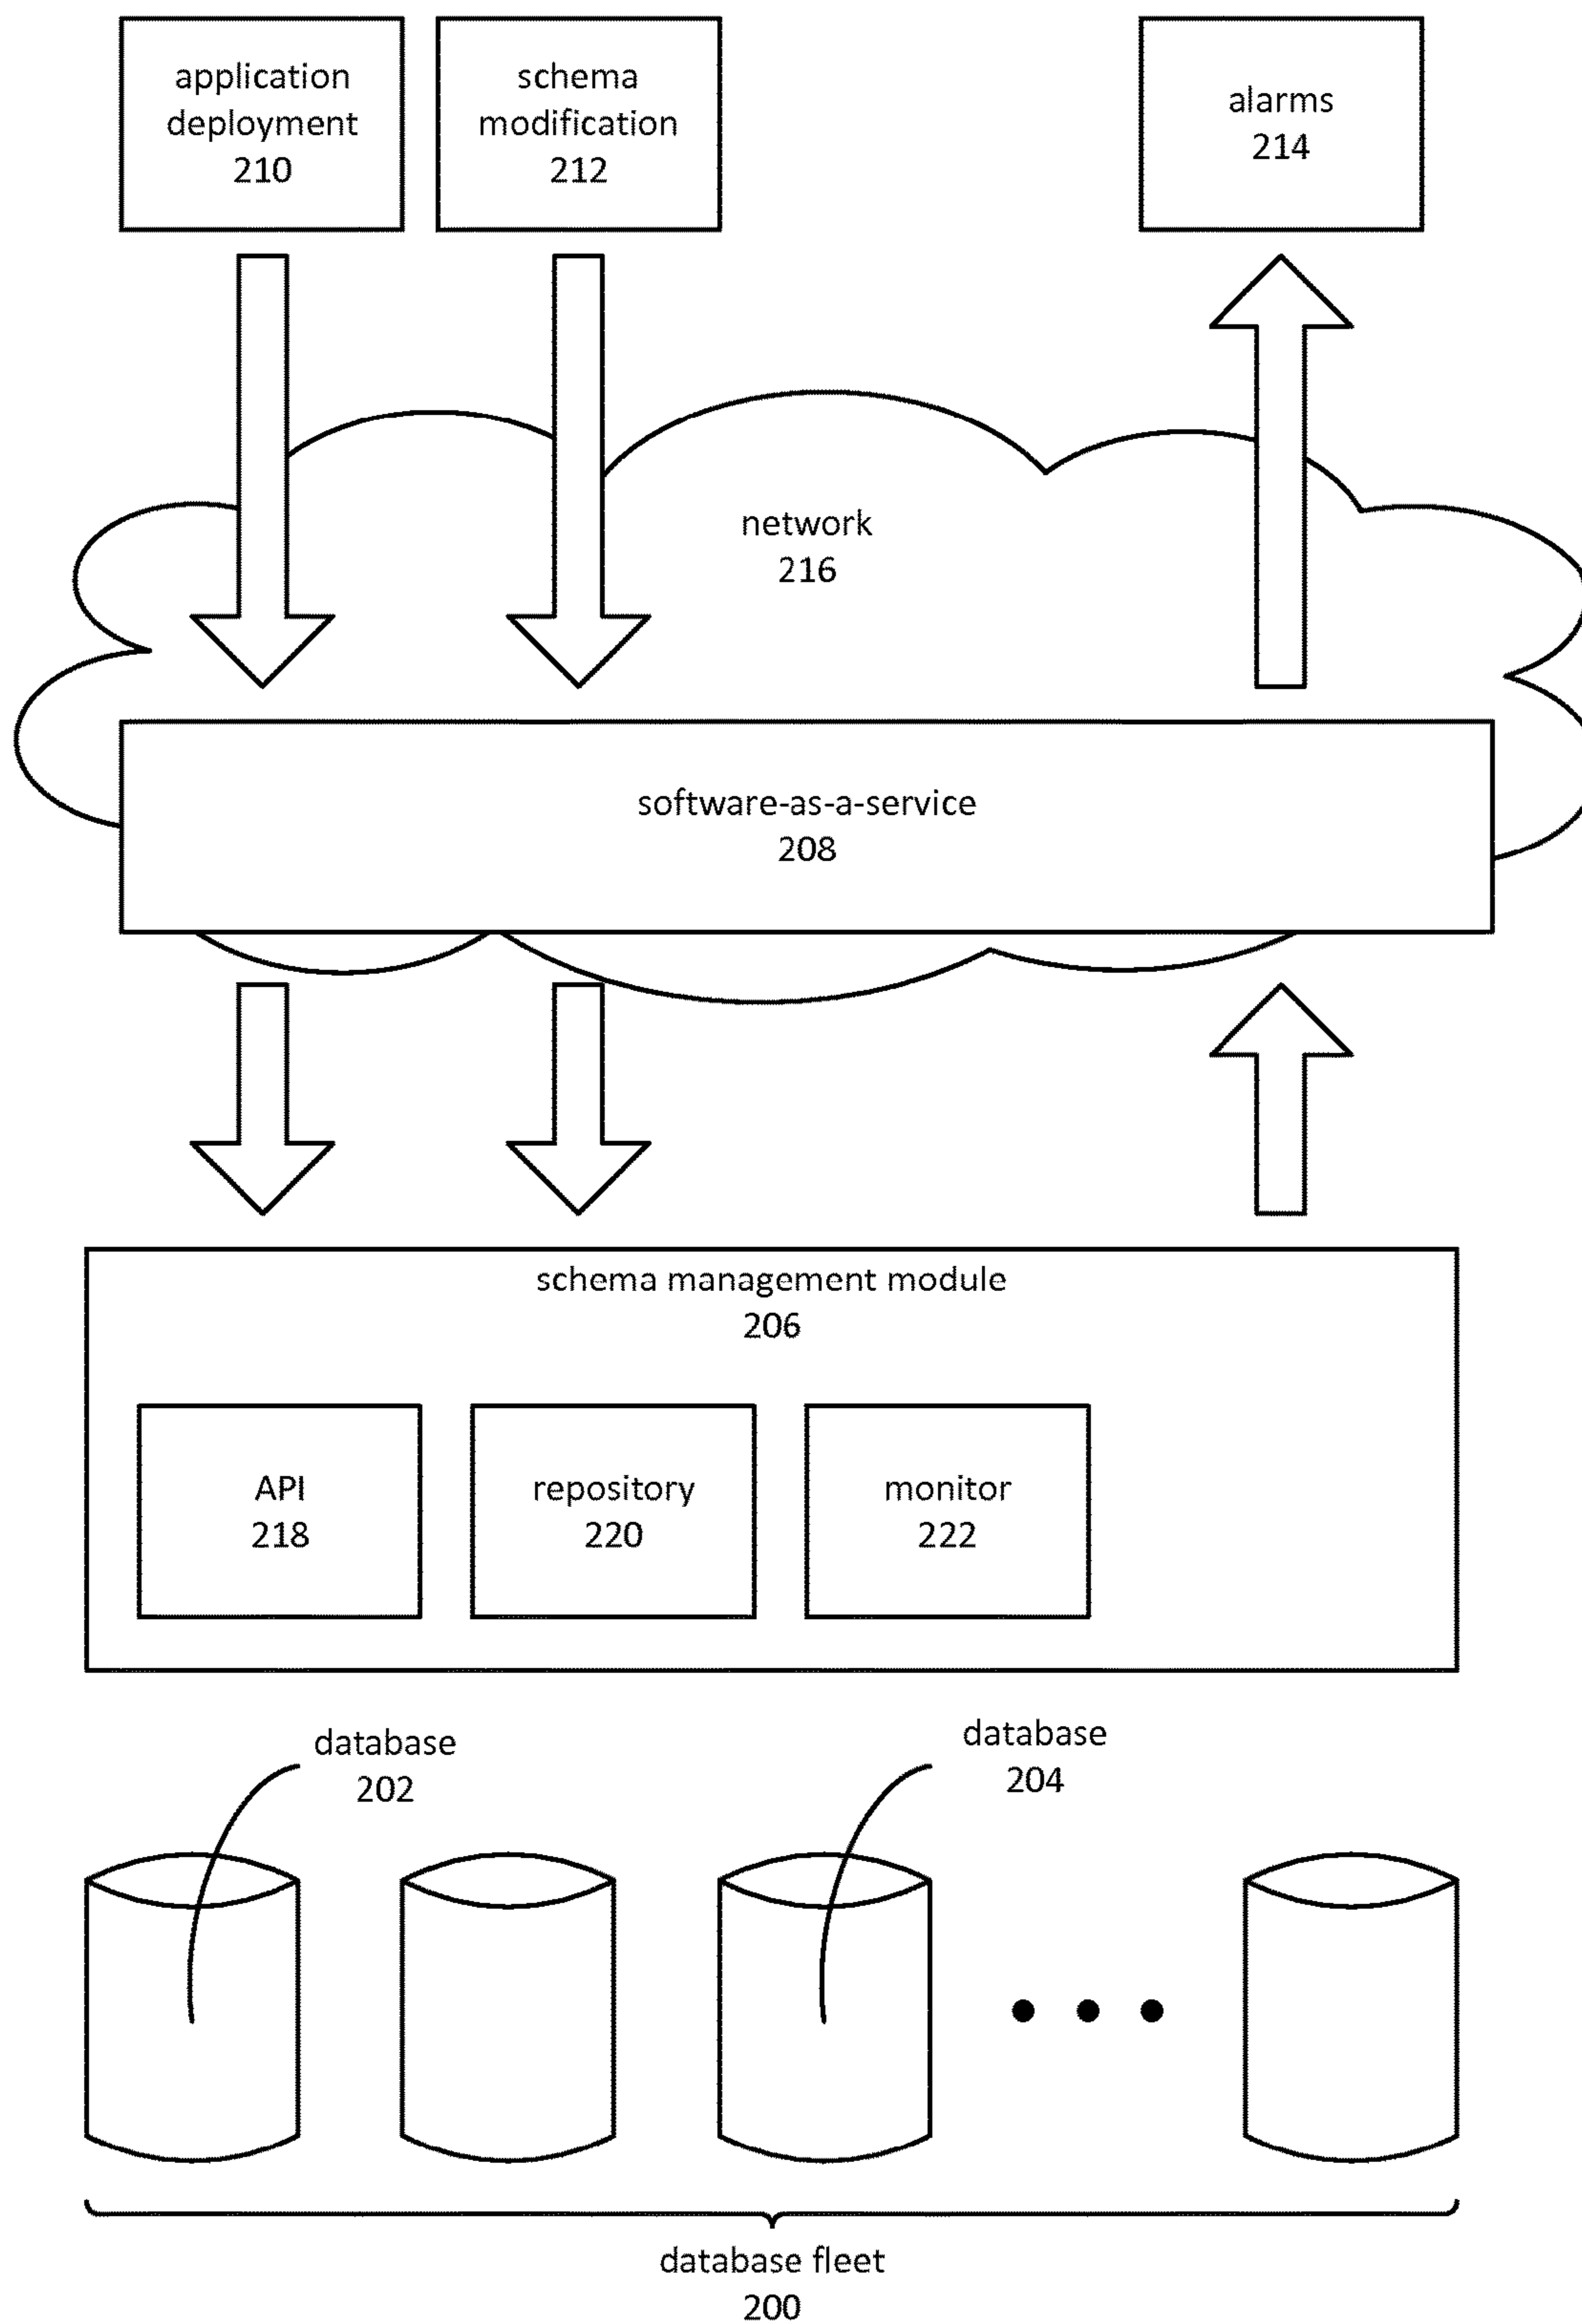 application
deployment
210
schema
modification
212
alarms
214
network
216
software-as-a-service
208
schema management module
206
API
218
repository
220
monitor
222
database
202
database
204
database fleet
200